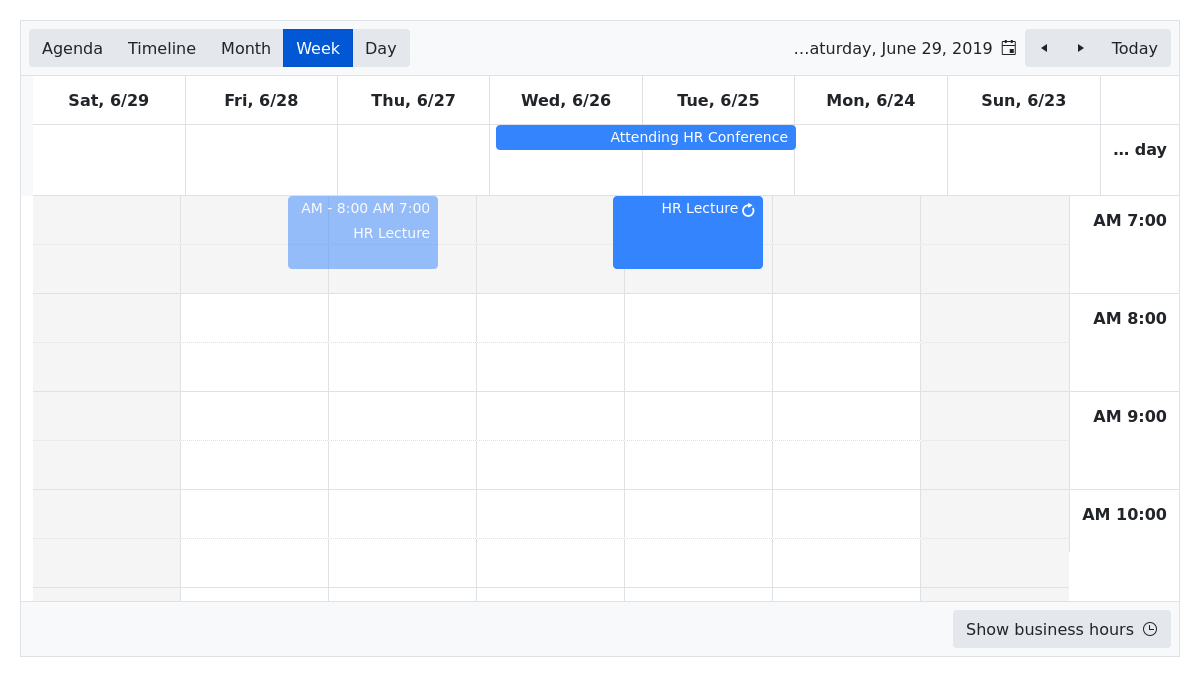 Agenda Timeline Month Week Day
…aturday, June 29, 2019 Today
Sat, 6/29 Fri, 6/28 Thu, 6/27 Wed, 6/26 Tue, 6/25 Mon, 6/24 Sun, 6/23
Attending HR Conference
... day
AM - 8:00 AM 7:00
HR Lecture
HR Lecture
AM 7:00
AM 8:00
AM 9:00
AM 10:00
Show business hours